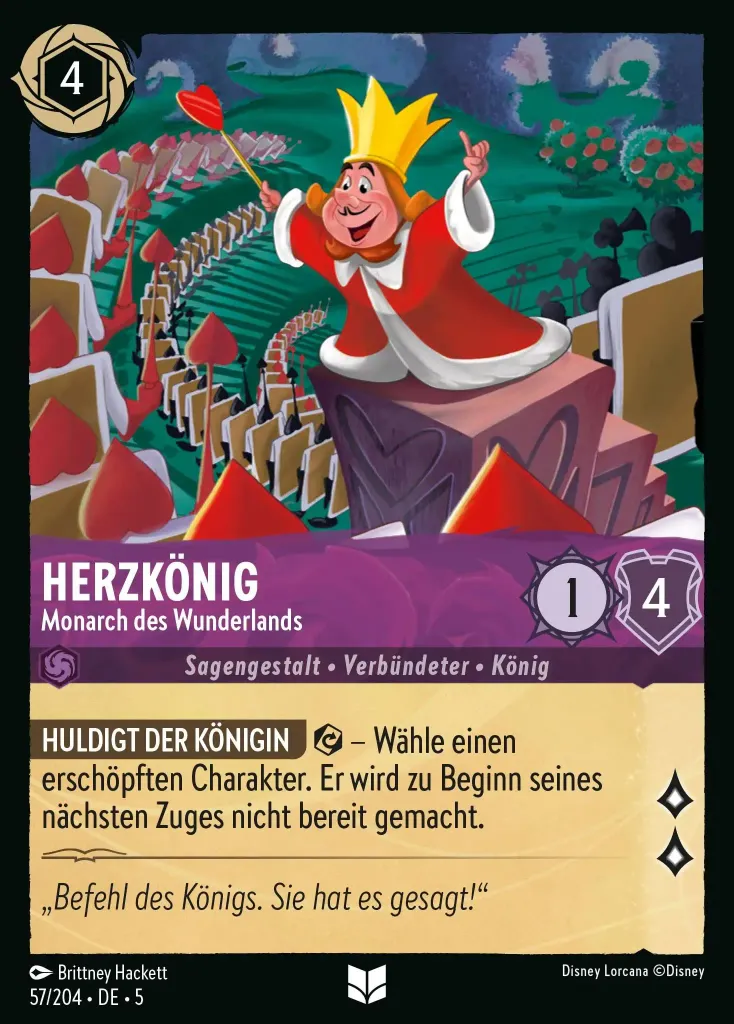 4
HERZKÖNIG
Monarch des Wunderlands
1
4
Sagengestalt • Verbündeter • König
HULDIGT DER KÖNIGIN – Wähle einen
erschöpften Charakter. Er wird zu Beginn seines
nächsten Zuges nicht bereit gemacht.
„Befehl des Königs. Sie hat es gesagt!“
Brittney Hackett
Disney Lorcana ©Disney
57/204 • DE • 5